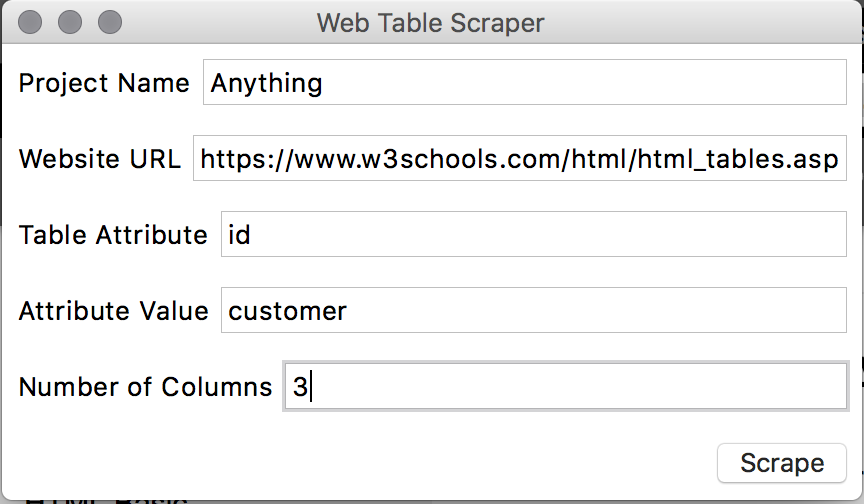 Web Table Scraper
Project Name Anything
Website URL https://www.w3schools.com/html/html_tables.asp
Table Attribute id
Attribute Value customer
Number of Columns 3
Scrape